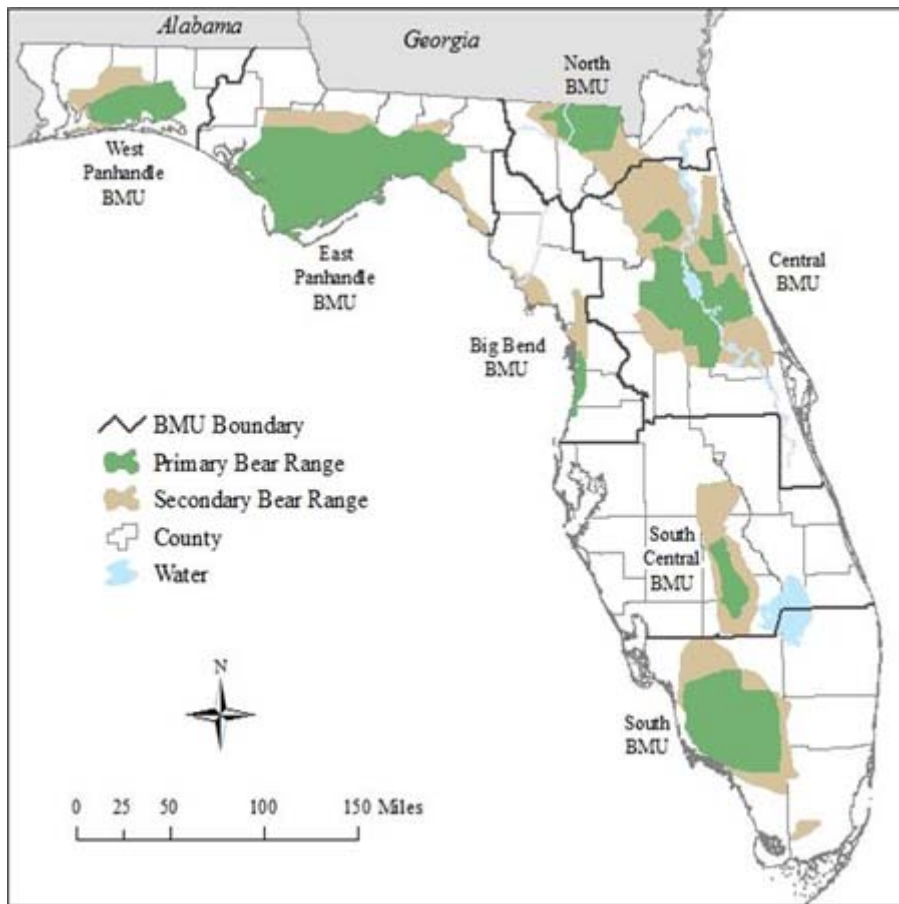 Alabama
Georgia
North
BMU
West
Panhandle
BMU
East
Panhandle
BMU
Central
BMU
Big Bend
BMU
BMU Boundary
Primary Bear Range
Secondary Bear Range
County
Water
South
Central
BMU
N
South
BMU
0 25 50 100 150 Miles